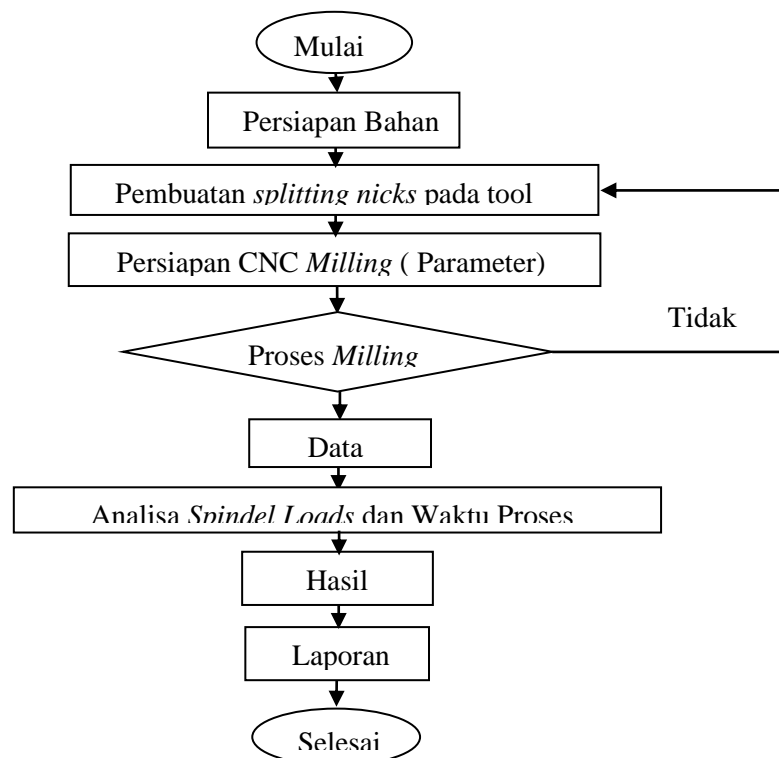 Mulai
Persiapan Bahan
Pembuatan splitting nicks pada tool
Persiapan CNC Milling ( Parameter)
Tidak
Proses Milling
Data
Analisa Spindel Loads dan Waktu Proses
Hasil
Laporan
Selesai